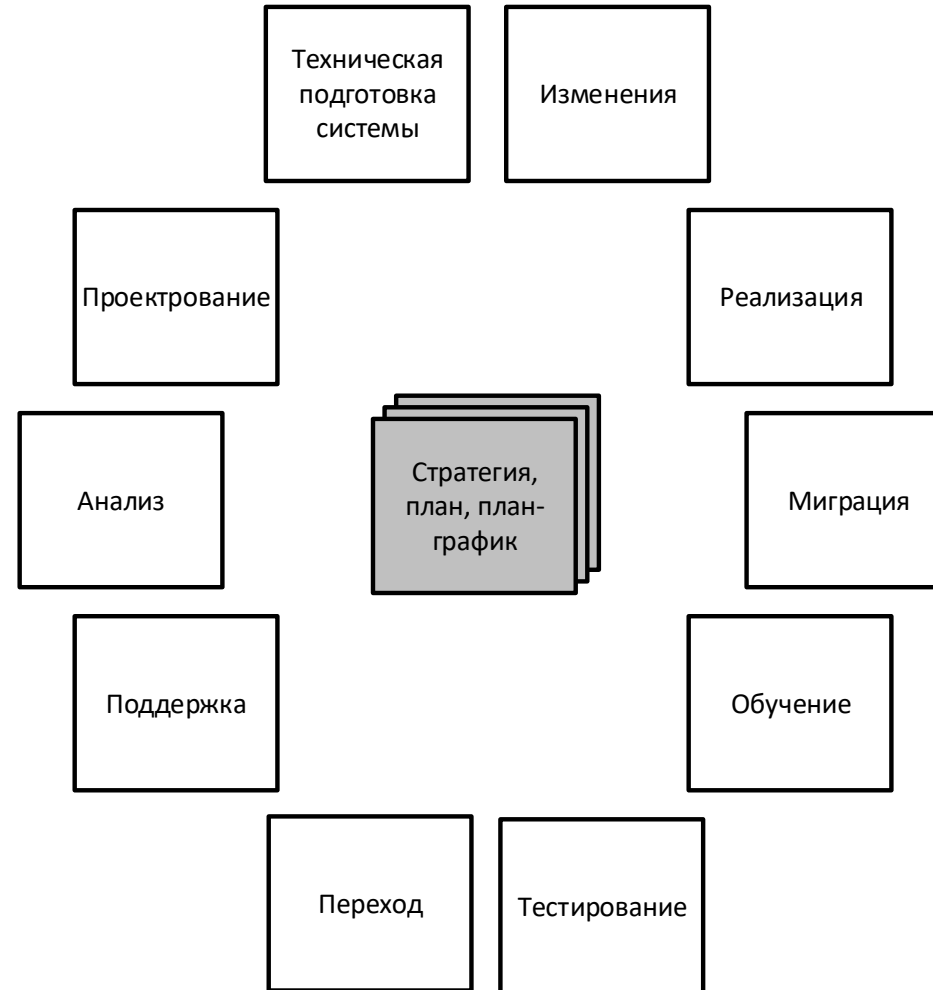 Техническая
подготовка
системы
Изменения
Проектрование
Реализация
Анализ
Стратегия,
план, план-
график
Миграция
Поддержка
Обучение
Переход
Тестирование